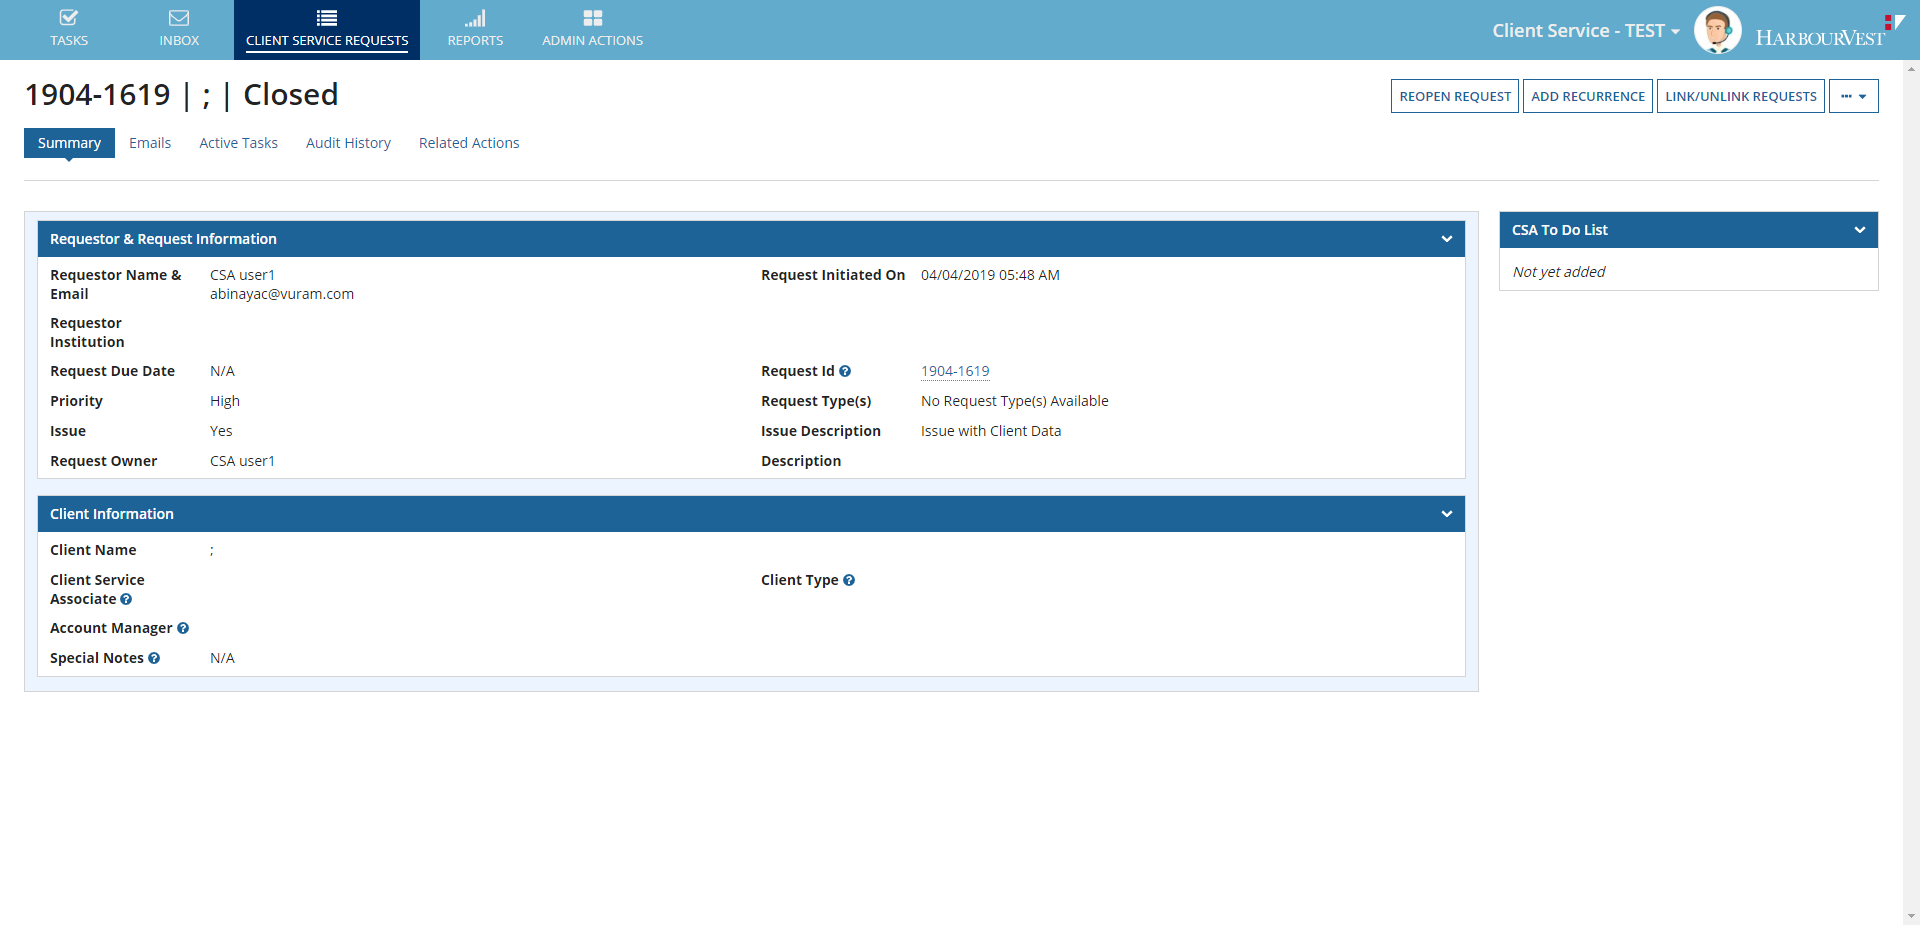 TASKS
INBOX
CLIENT SERVICE REQUESTS
REPORTS
ADMIN ACTIONS
Client Service - TEST
HARBOURVEST
1904-1619 | ; | Closed
REOPEN REQUEST
ADD RECURRENCE
LINK/UNLINK REQUESTS
Summary
Emails
Active Tasks
Audit History
Related Actions
Requestor & Request Information
Requestor Name & Email
CSA user1
abinayac@vuram.com
Request Initiated On
04/04/2019 05:48 AM
Requestor Institution
Request Due Date
N/A
Request Id
1904-1619
Priority
High
Request Type(s)
No Request Type(s) Available
Issue
Yes
Issue Description
Issue with Client Data
Request Owner
CSA user1
Description
Client Information
Client Name
;
Client Service Associate
Client Type
Account Manager
Special Notes
N/A
CSA To Do List
Not yet added